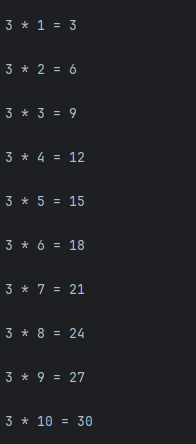 3 * 1 = 3
3 * 2 = 6
3 * 3 = 9
3 * 4 = 12
3 * 5 = 15
3 * 6 = 18
3 * 7 = 21
3 * 8 = 24
3 * 9 = 27
3 * 10 = 30